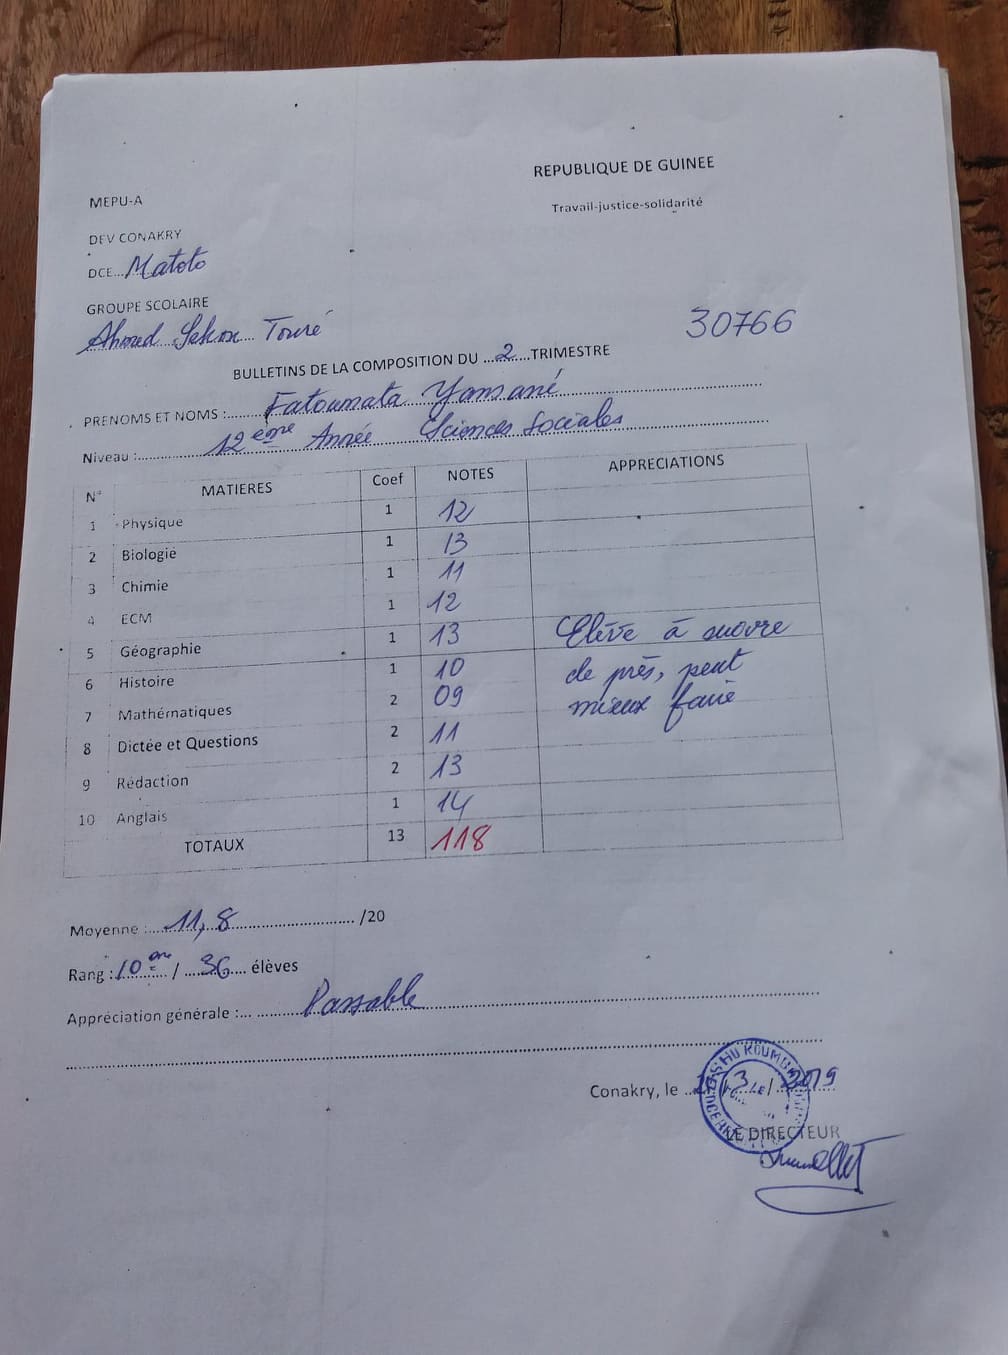 REPUBLIQUE DE GUINEE
Travail-justice-solidarité
MEPU-A
DEV CONAKRY
DCE... Matoto
GROUPE SCOLAIRE
Ahmed Sekou Touré
30766
BULLETINS DE LA COMPOSITION DU ...2...TRIMESTRE
PRENOMS ET NOMS :........Fatoumata Yansané
Niveau :..............12ème Année Sciences Sociales
N° MATIERES Coef NOTES APPRECIATIONS
1 Physique 1 12
2 Biologie 1 13
3 Chimie 1 11
4 ECM 1 12
5 Géographie 1 13 Elève à suivre
6 Histoire 1 10 de près, peut
7 Mathématiques 2 09 mieux faire
8 Dictée et Questions 2 11
9 Rédaction 2 13
10 Anglais 1 14
TOTAUX 13 118
Moyenne :...11,8.................... /20
Rang :10ème / ...36.... élèves
Appréciation générale :... .........Passable
Conakry, le .. 3 / 2019
LE DIRECTEUR